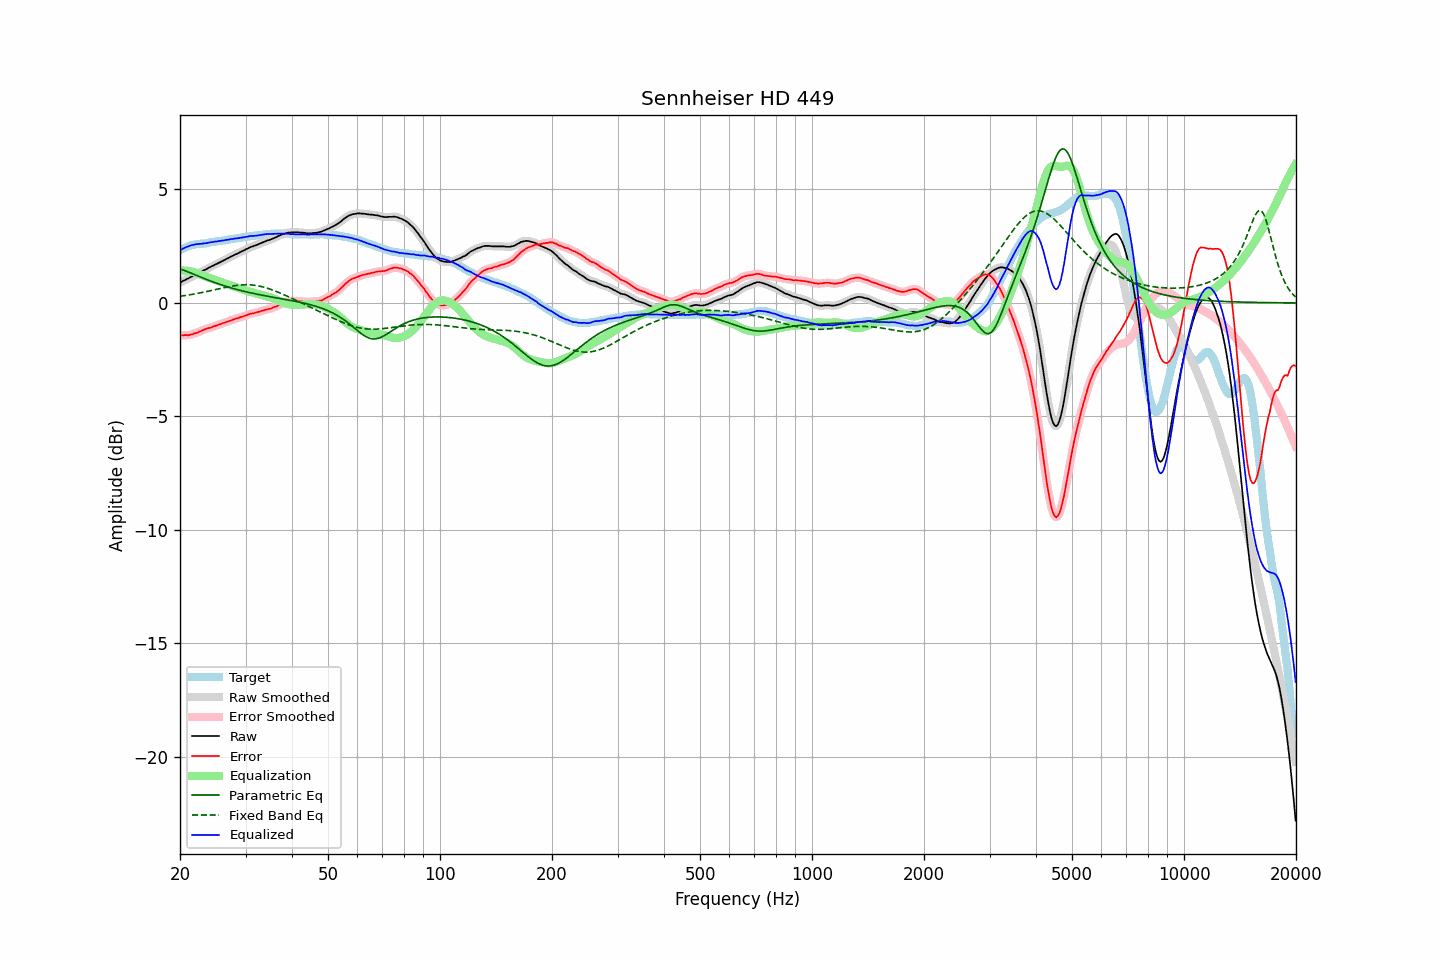 Sennheiser HD 449
Amplitude (dBr)
5
0
−5
−10
−15
−20
Target
Raw Smoothed
Error Smoothed
Raw
Error
Equalization
Parametric Eq
Fixed Band Eq
Equalized
20 50 100 200 500 1000 2000 5000 10000 20000
Frequency (Hz)